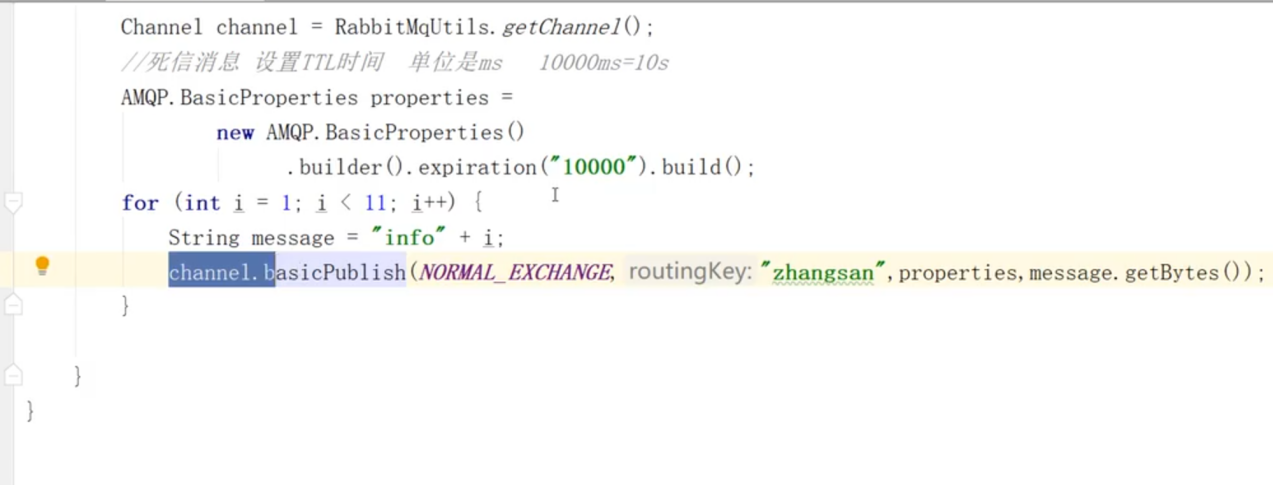 Channel channel = RabbitMqUtils.getChannel();
//死信消息 设置TTL时间 单位是ms 10000ms=10s
AMQP.BasicProperties properties =
new AMQP.BasicProperties()
.builder().expiration("10000").build();
for (int i = 1; i < 11; i++) {
String message = "info" + i;
channel.basicPublish(NORMAL_EXCHANGE, routingKey: "zhangsan",properties,message.getBytes());
}
}
}